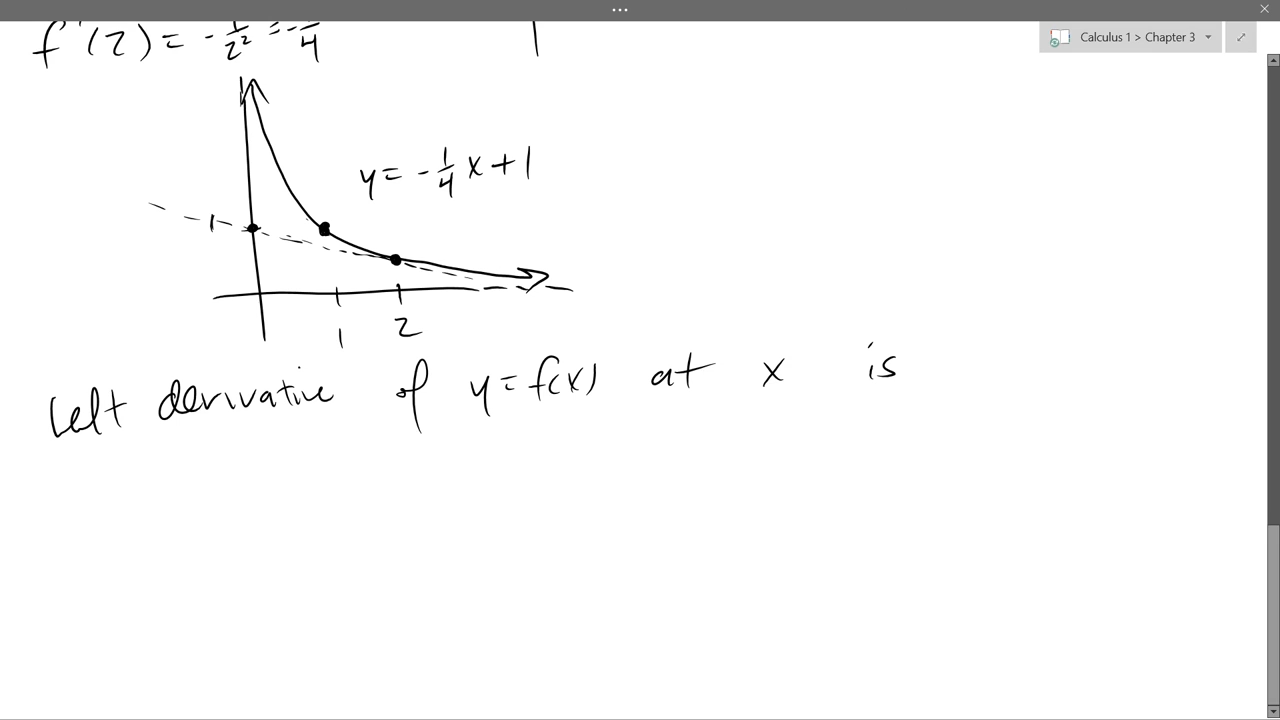 Calculus 1 > Chapter 3
f'(2) = -1/2² = -1/4
y = -1/4 x + 1
1
1
2
Left derivative of y = f(x) at x is